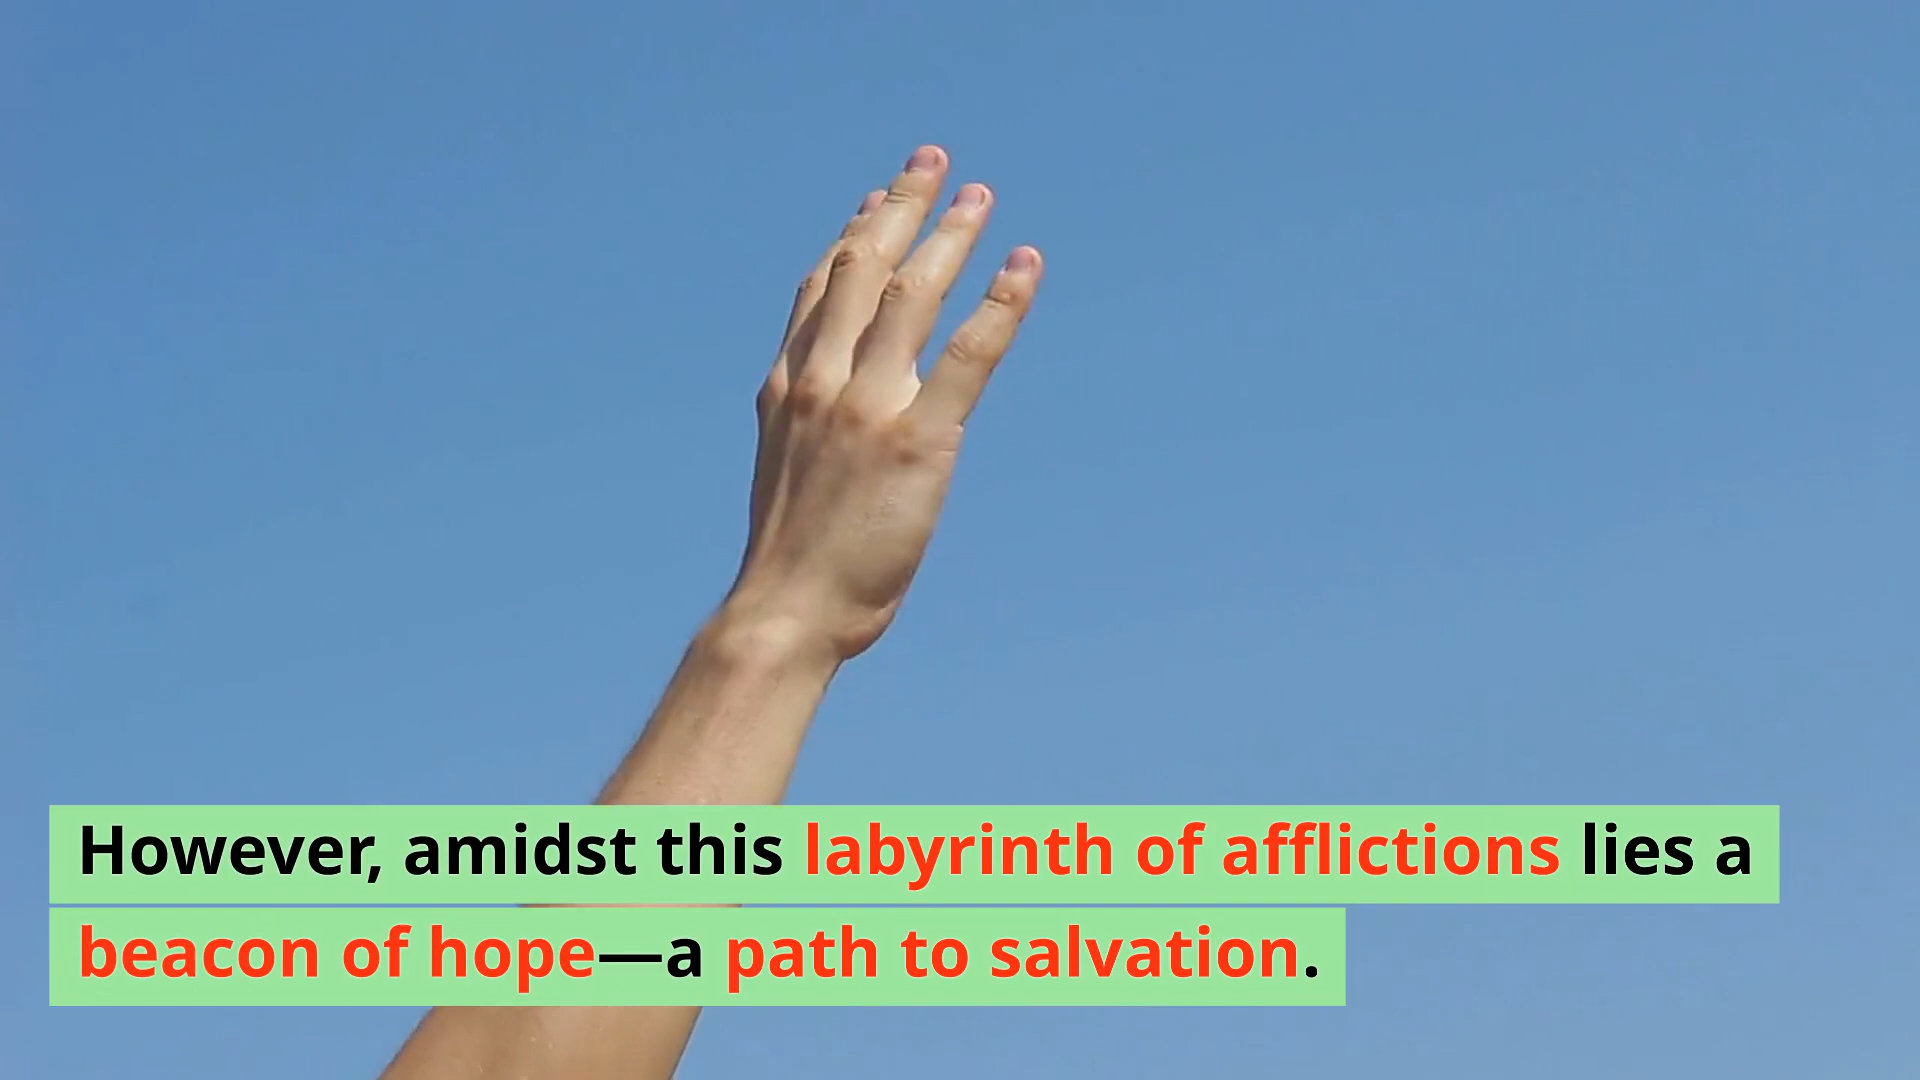 However, amidst this labyrinth of afflictions lies a
beacon of hope—a path to salvation.